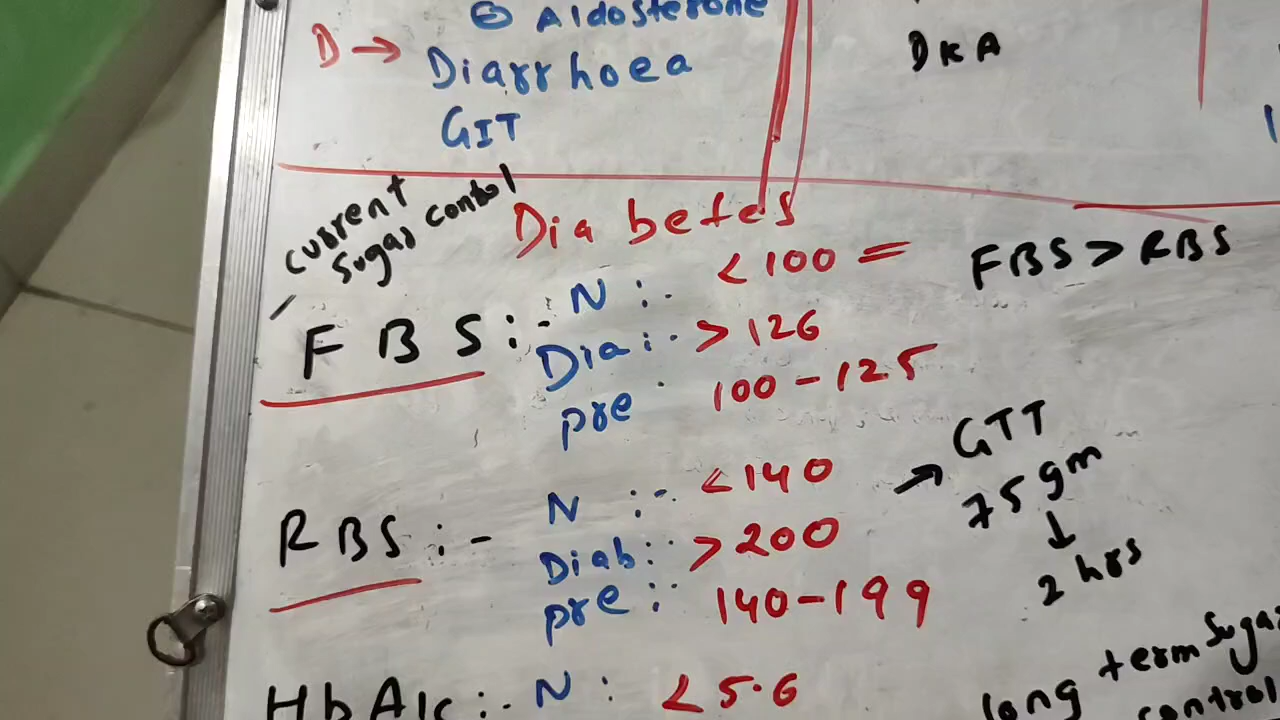 ⊖ Aldosterone
D → Diarrhoea
GIT
DKA
current
sugar contol
Diabetes
FBS:- N :- <100 =
Dia:- >126
pre - 100-125
FBS > RBS
RBS:- N :- <140
Diab:- >200
pre:- 140-199
→ GTT
75 gm
↓
2 hrs
HbA1c:- N: <5.6
long term Sugar
control